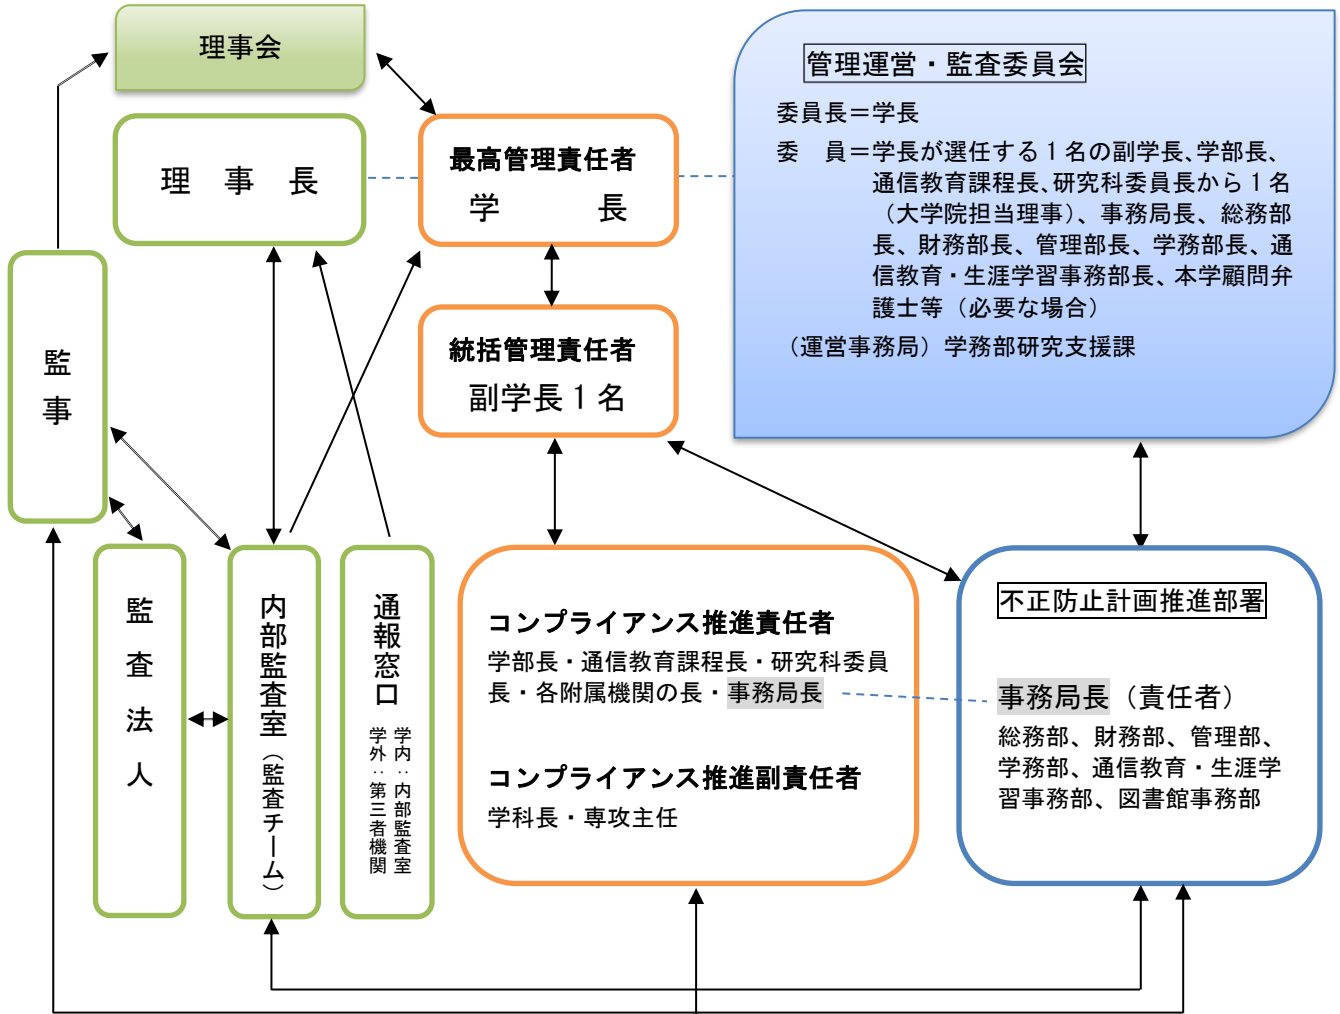 理事会
理　事　長
最高管理責任者
学　　　長
統括管理責任者
副学長１名
管理運営・監査委員会
委員長＝学長
委　員＝学長が選任する１名の副学長、学部長、
通信教育課程長、研究科委員長から１名
（大学院担当理事）、事務局長、総務部
長、財務部長、管理部長、学務部長、通
信教育・生涯学習事務部長、本学顧問弁
護士等（必要な場合）
（運営事務局）学務部研究支援課
監事
監査法人
内部監査室（監査チーム）
通報窓口
学内：内部監査室
学外：第三者機関
コンプライアンス推進責任者
学部長・通信教育課程長・研究科委員
長・各附属機関の長・事務局長
コンプライアンス推進副責任者
学科長・専攻主任
不正防止計画推進部署
事務局長（責任者）
総務部、財務部、管理部、
学務部、通信教育・生涯学
習事務部、図書館事務部